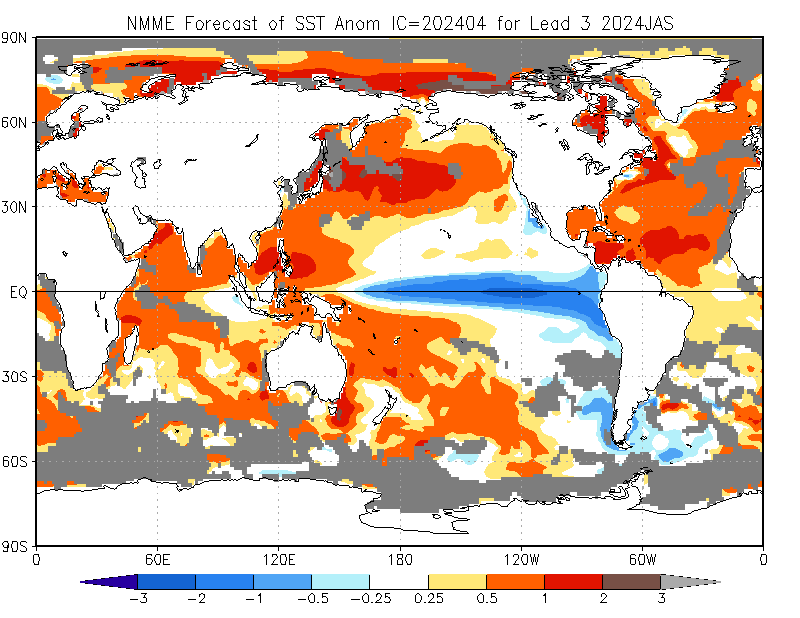 NMME Forecast of SST Anom IC=202404 for Lead 3 2024JAS
90N
60N
30N
EQ
30S
60S
90S
0 60E 120E 180 120W 60W 0
-3 -2 -1 -0.5 -0.25 0.25 0.5 1 2 3